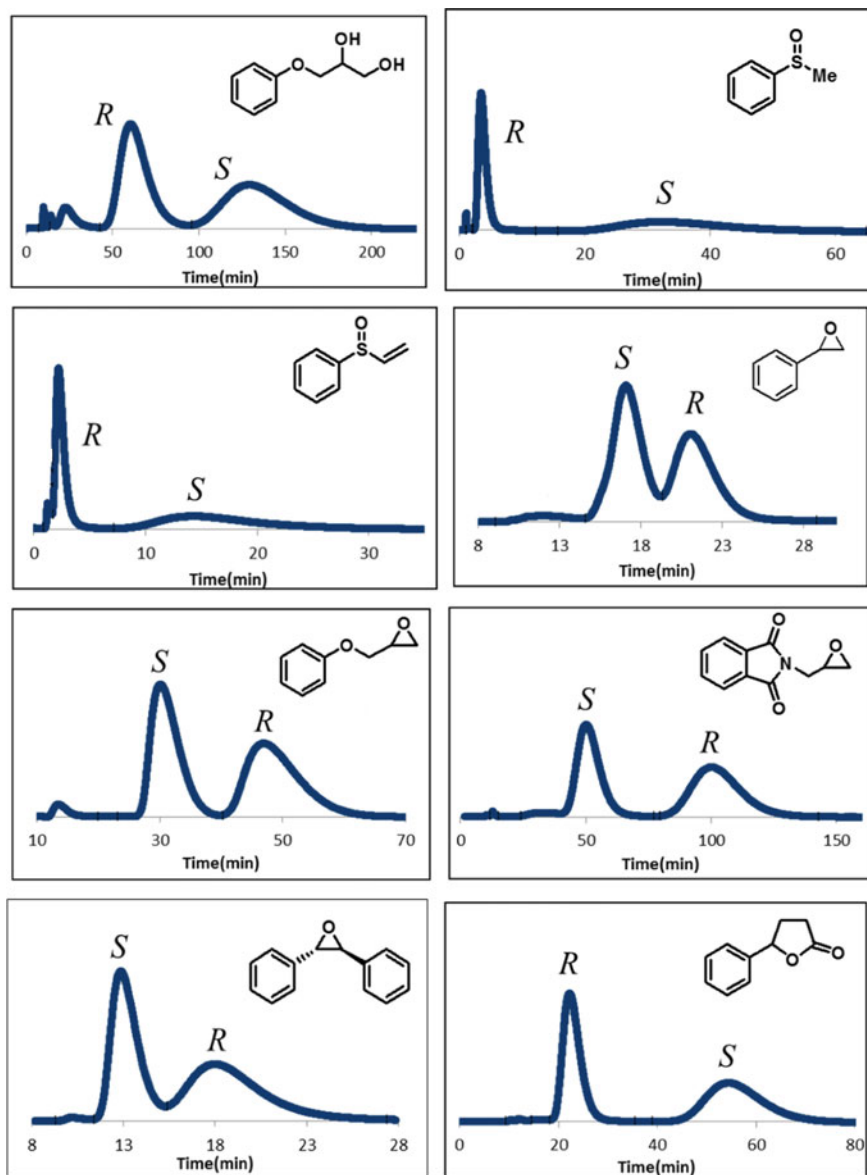 OH
O
OH
R
S
0 50 100 150 200
Time(min)
O
S
Me
R
S
0 20 40 60
Time(min)
O
S
R
S
0 10 20 30
Time(min)
O
S
R
8 13 18 23 28
Time(min)
O
O
S
R
10 30 50 70
Time(min)
O
N
O
O
S
R
0 50 100 150
Time(min)
O
S
R
8 13 18 23 28
Time(min)
O
O
R
S
0 20 40 60 80
Time(min)